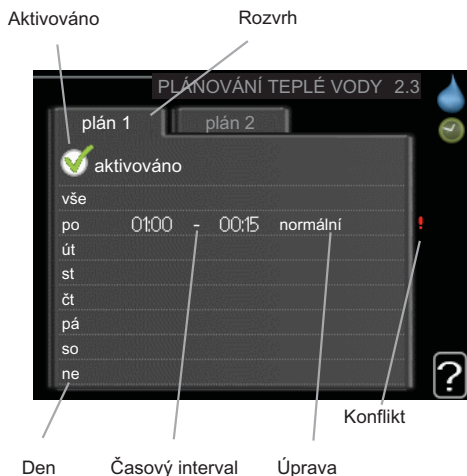 Aktivováno Rozvrh
PLÁNOVÁNÍ TEPLÉ VODY 2.3
plán 1 plán 2
aktivováno
vše
po 01:00 - 00:15 normální !
út
st
čt
pá
so
ne
?
Konflikt
Den Časový interval Úprava